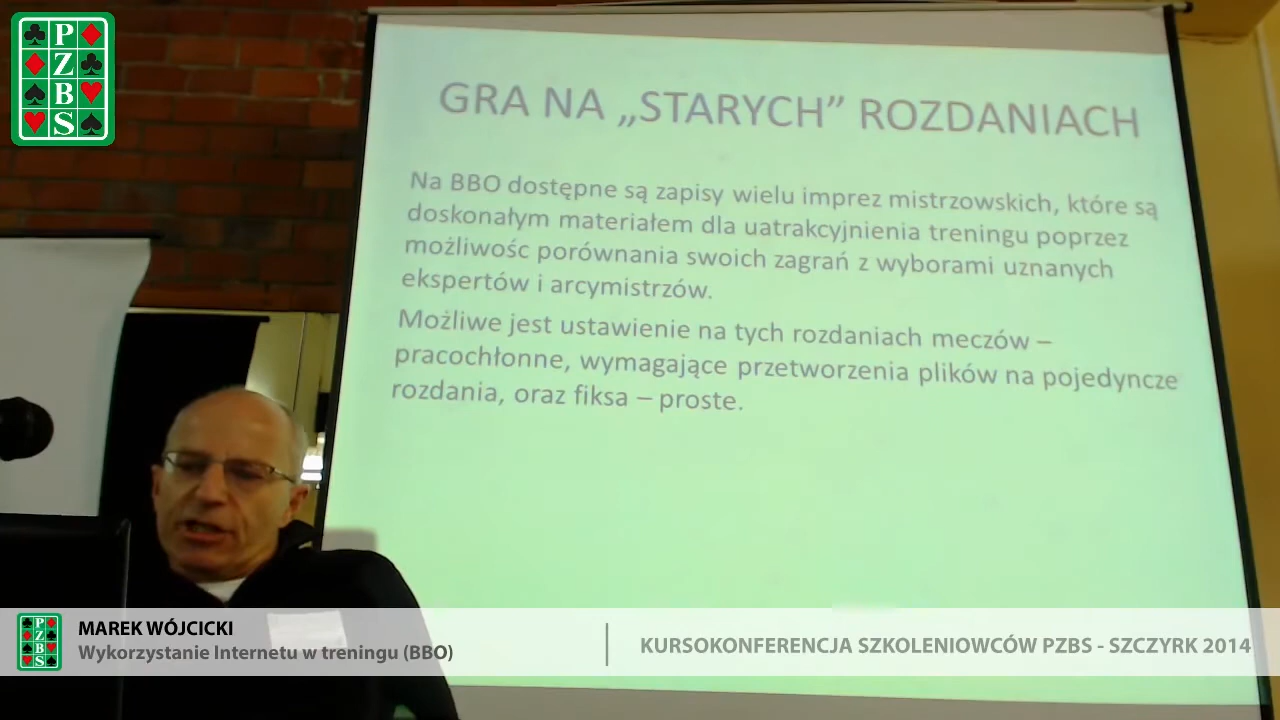 PZBS
GRA NA „STARYCH” ROZDANIACH
Na BBO dostępne są zapisy wielu imprez mistrzowskich, które są
doskonałym materiałem dla uatrakcyjnienia treningu poprzez
możliwośc porównania swoich zagrań z wyborami uznanych
ekspertów i arcymistrzów.
Możliwe jest ustawienie na tych rozdaniach meczów –
pracochłonne, wymagające przetworzenia plików na pojedyncze
rozdania, oraz fiksa – proste.
PZBS
MAREK WÓJCICKI
Wykorzystanie Internetu w treningu (BBO)
KURSOKONFERENCJA SZKOLENIOWCÓW PZBS - SZCZYRK 2014